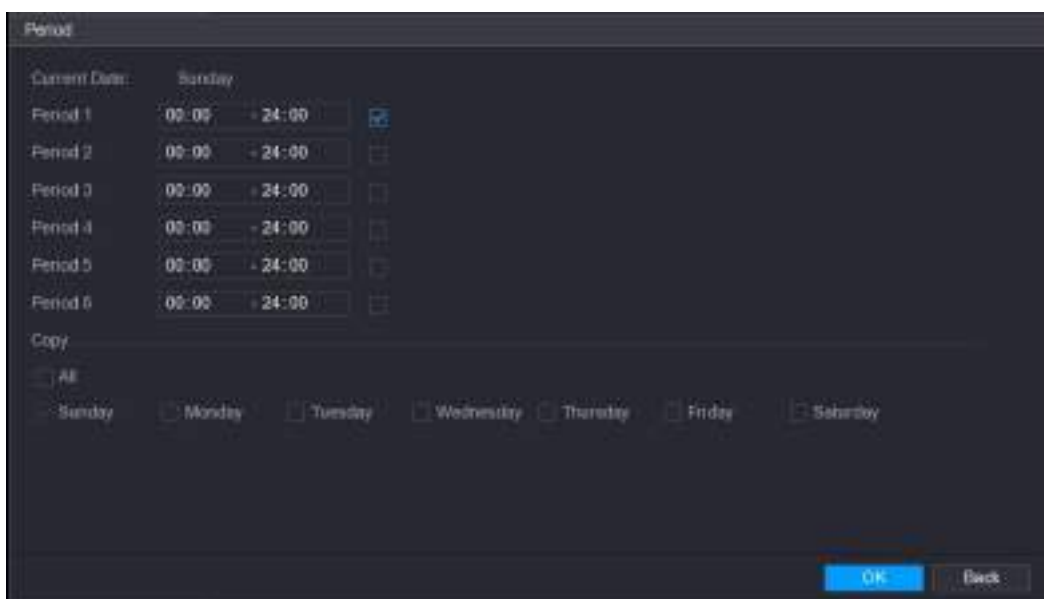 Period
Current Date: Sunday
Period 1 00:00 - 24:00
Period 2 00:00 - 24:00
Period 3 00:00 - 24:00
Period 4 00:00 - 24:00
Period 5 00:00 - 24:00
Period 6 00:00 - 24:00
Copy
All
Sunday Monday Tuesday Wednesday Thursday Friday Saturday
OK Back